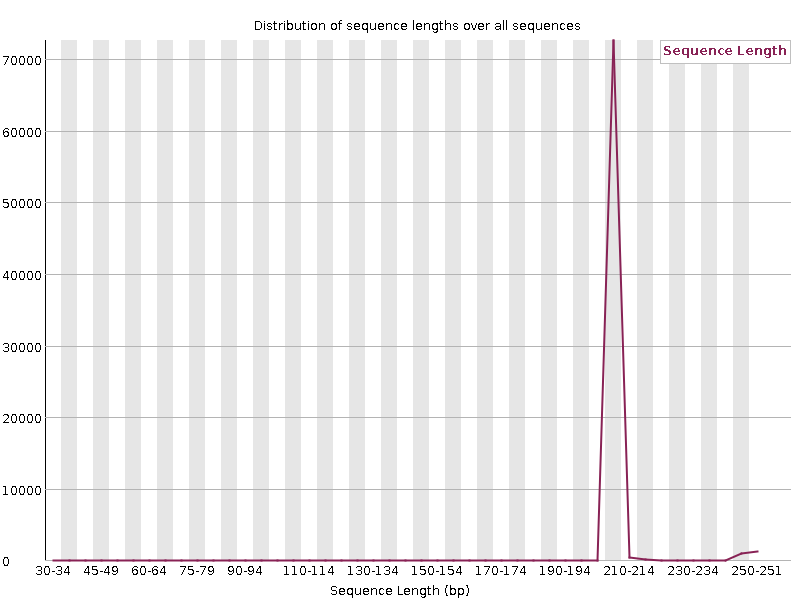 Distribution of sequence lengths over all sequences
Sequence Length
70000
60000
50000
40000
30000
20000
10000
0
30-34 45-49 60-64 75-79 90-94 110-114 130-134 150-154 170-174 190-194 210-214 230-234 250-251
Sequence Length (bp)